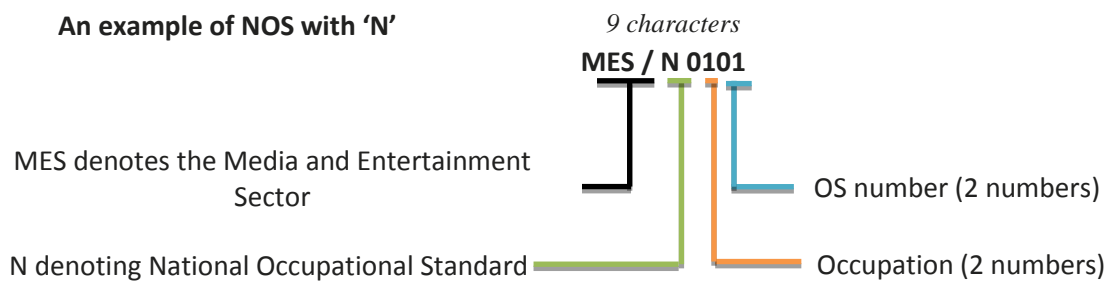 An example of NOS with ‘N’
9 characters
MES / N 0101
MES denotes the Media and Entertainment
Sector
OS number (2 numbers)
N denoting National Occupational Standard
Occupation (2 numbers)